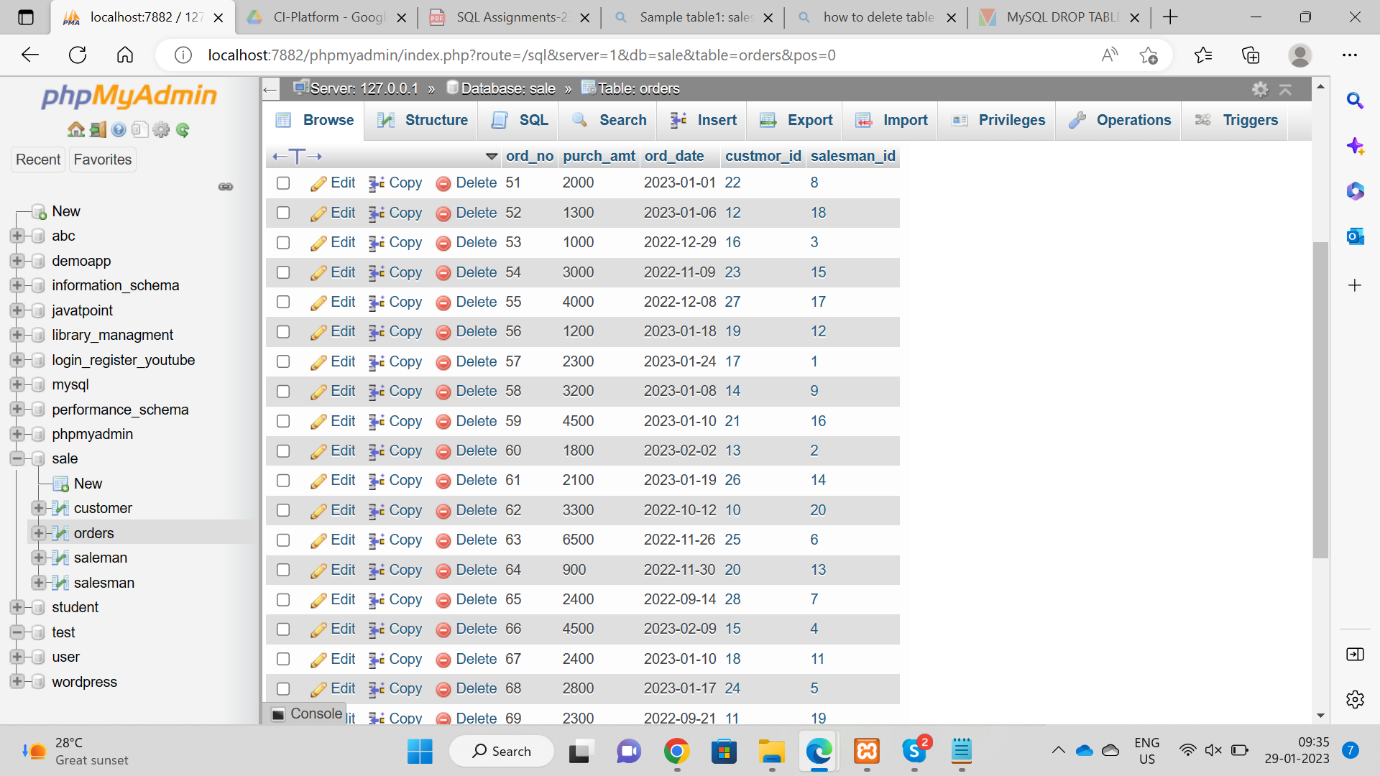 localhost:7882 / 127
CI-Platform - Googl
SQL Assignments-2
Sample table1: sale
how to delete table
MySQL DROP TABL
localhost:7882/phpmyadmin/index.php?route=/sql&server=1&db=sale&table=orders&pos=0
phpMyAdmin
Recent Favorites
New
abc
demoapp
information_schema
javatpoint
library_managment
login_register_youtube
mysql
performance_schema
phpmyadmin
sale
New
customer
orders
saleman
salesman
student
test
user
wordpress
Server: 127.0.0.1 » Database: sale » Table: orders
Browse Structure SQL Search Insert Export Import Privileges Operations Triggers
ord_no purch_amt ord_date custmor_id salesman_id
Edit Copy Delete 51 2000 2023-01-01 22 8
Edit Copy Delete 52 1300 2023-01-06 12 18
Edit Copy Delete 53 1000 2022-12-29 16 3
Edit Copy Delete 54 3000 2022-11-09 23 15
Edit Copy Delete 55 4000 2022-12-08 27 17
Edit Copy Delete 56 1200 2023-01-18 19 12
Edit Copy Delete 57 2300 2023-01-24 17 1
Edit Copy Delete 58 3200 2023-01-08 14 9
Edit Copy Delete 59 4500 2023-01-10 21 16
Edit Copy Delete 60 1800 2023-02-02 13 2
Edit Copy Delete 61 2100 2023-01-19 26 14
Edit Copy Delete 62 3300 2022-10-12 10 20
Edit Copy Delete 63 6500 2022-11-26 25 6
Edit Copy Delete 64 900 2022-11-30 20 13
Edit Copy Delete 65 2400 2022-09-14 28 7
Edit Copy Delete 66 4500 2023-02-09 15 4
Edit Copy Delete 67 2400 2023-01-10 18 11
Edit Copy Delete 68 2800 2023-01-17 24 5
Console it Copy Delete 69 2300 2022-09-21 11 19
28°C
Great sunset
Search
2
ENG
US
09:35
29-01-2023
7